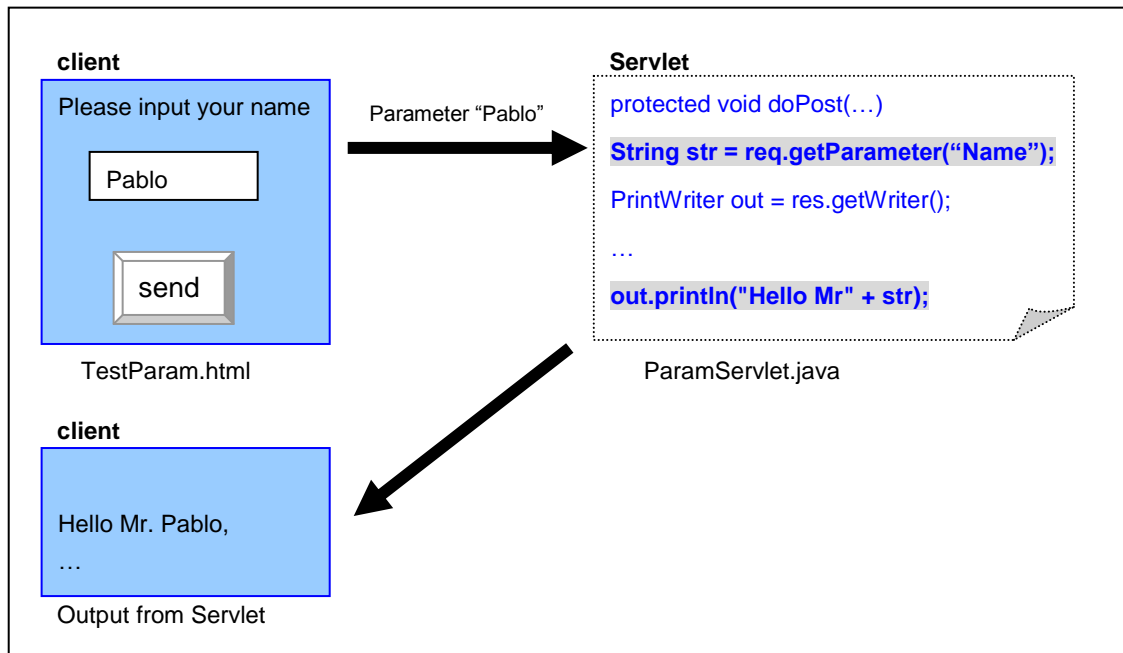 client
Please input your name
Pablo
send
TestParam.html
Parameter “Pablo”
Servlet
protected void doPost(…)
String str = req.getParameter(“Name”);
PrintWriter out = res.getWriter();
…
out.println("Hello Mr" + str);
ParamServlet.java
client
Hello Mr. Pablo,
…
Output from Servlet